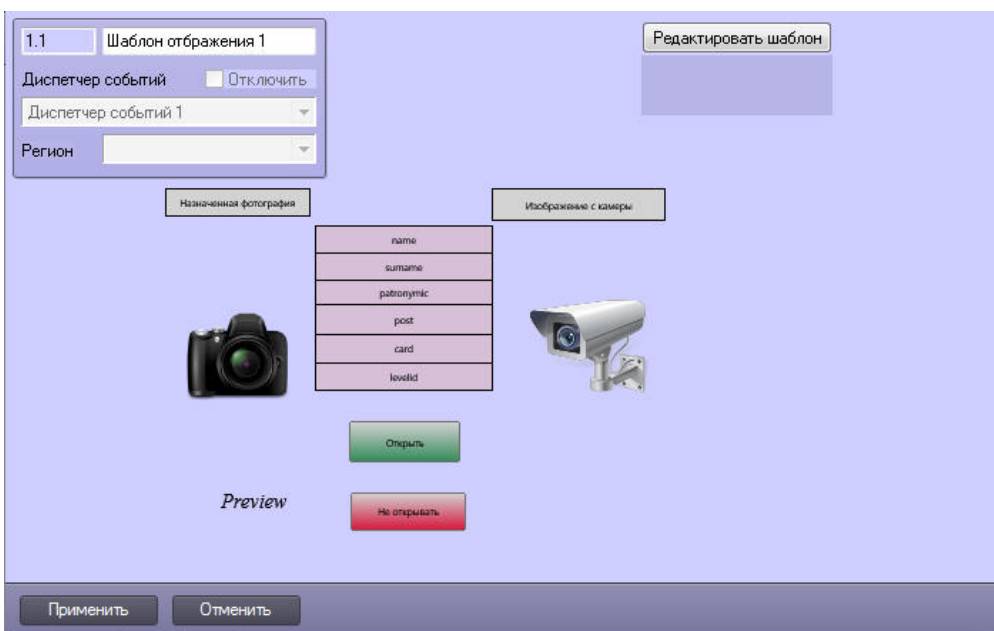 1.1 Шаблон отбражения 1
Редактировать шаблон
Диспетчер событий Отключить
Диспетчер событий 1
Регион
Назначенная фотография
Изображение с камеры
name
surname
patronymic
post
card
levelid
Открыть
Preview
Не открывать
Применить Отменить